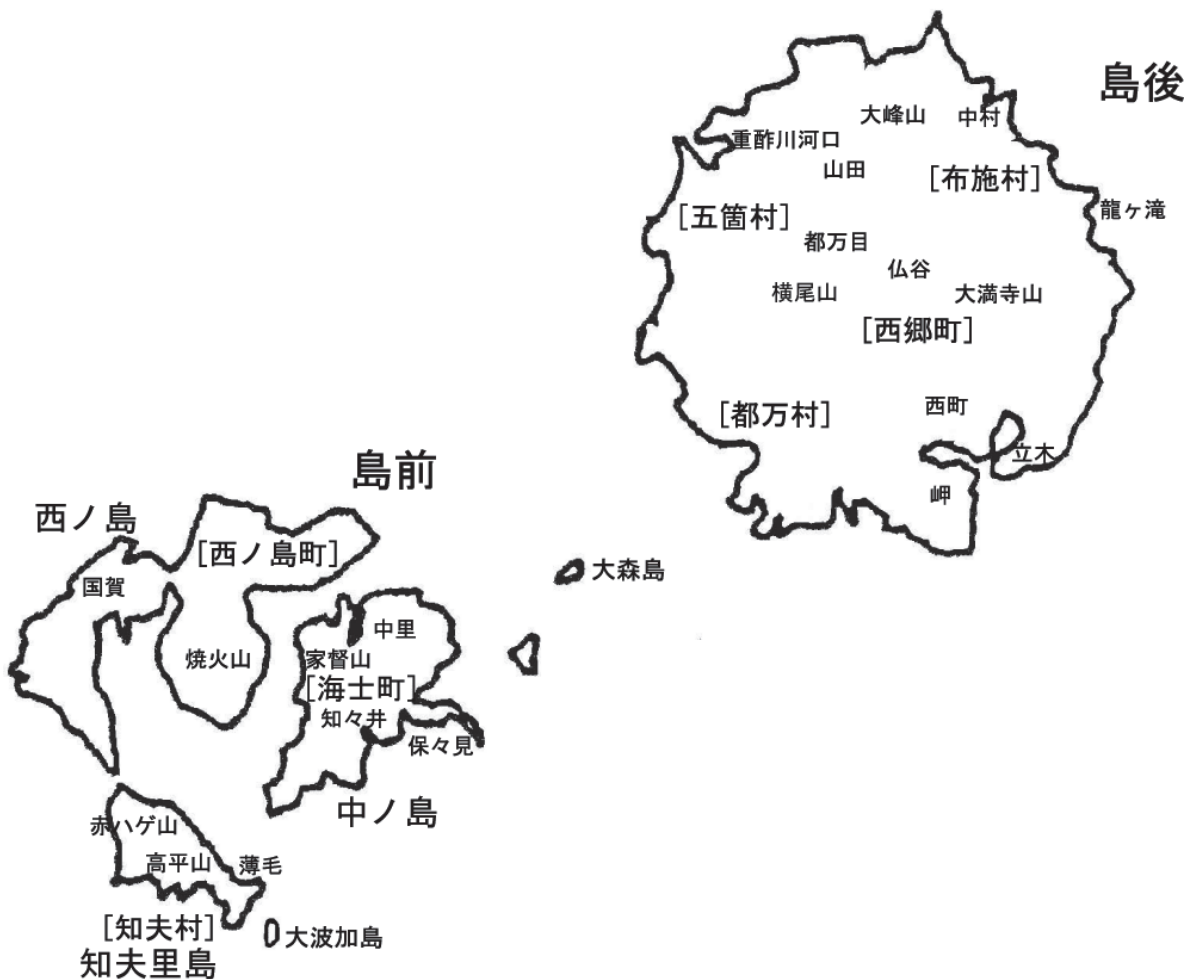 島後
大峰山
中村
重酢川河口
山田
[布施村]
龍ヶ滝
[五箇村]
都万目
仏谷
横尾山
大満寺山
[西郷町]
西町
[都万村]
立木
岬
島前
西ノ島
[西ノ島町]
国賀
大森島
中里
焼火山
家督山
[海士町]
知々井
保々見
中ノ島
赤ハゲ山
高平山
薄毛
[知夫村]
大波加島
知夫里島